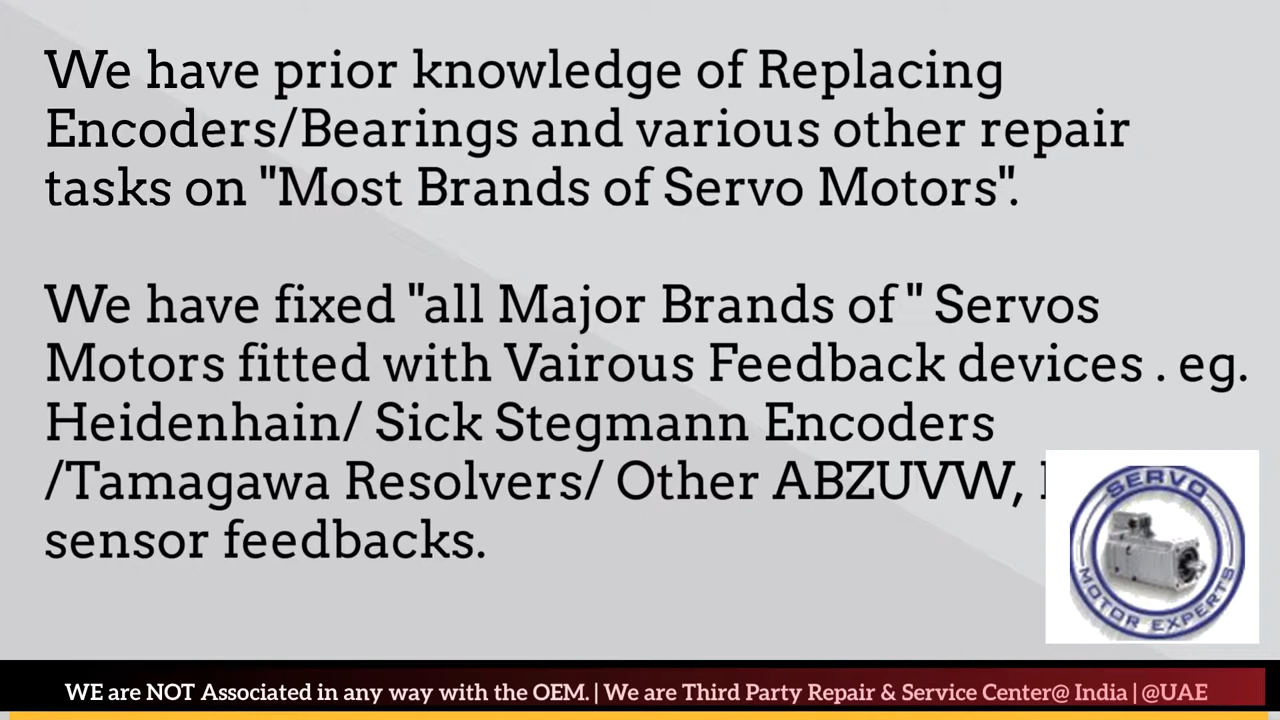 We have prior knowledge of Replacing
Encoders/Bearings and various other repair
tasks on "Most Brands of Servo Motors".
We have fixed "all Major Brands of " Servos
Motors fitted with Vairous Feedback devices . eg.
Heidenhain/ Sick Stegmann Encoders
/Tamagawa Resolvers/ Other ABZUVW,
sensor feedbacks.
SERVO
MOTOR EXPERTS
WE are NOT Associated in any way with the OEM. | We are Third Party Repair & Service Center@ India | @UAE